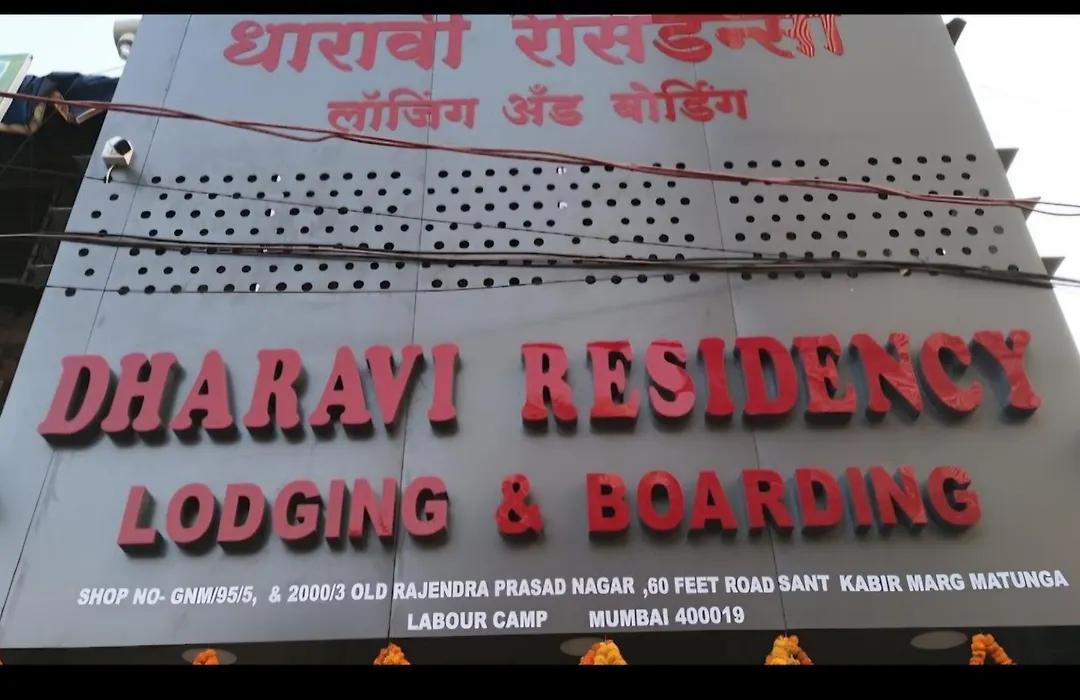 धारावी रेसिडेन्सी
लॉजिंग अँड बोर्डिंग
DHARAVI RESIDENCY
LODGING & BOARDING
SHOP NO- GNM/95/5, & 2000/3 OLD RAJENDRA PRASAD NAGAR ,60 FEET ROAD SANT KABIR MARG MATUNGA
LABOUR CAMP MUMBAI 400019